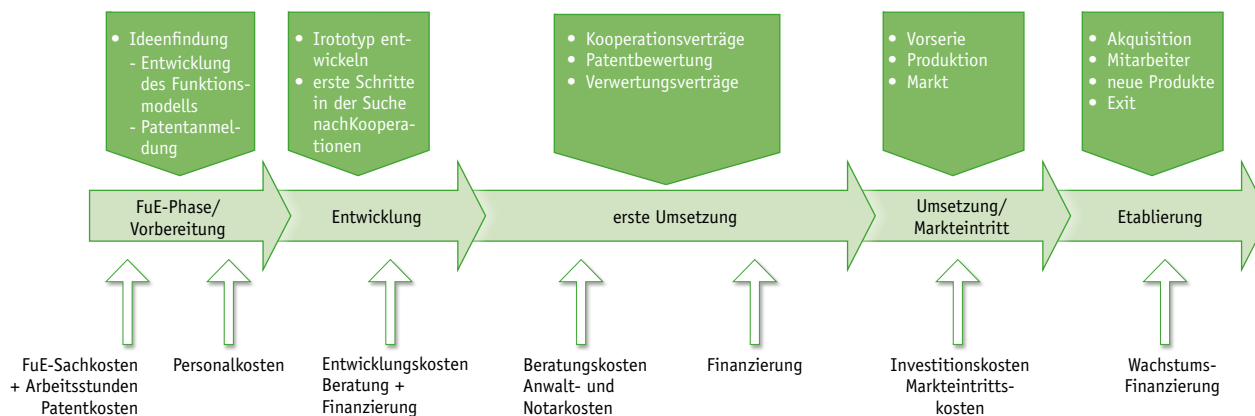 • Ideenfindung
- Entwicklung
des Funktions-
modells
- Patentanmel-
dung
• Irototyp ent-
wickeln
• erste Schritte
in der Suche
nachKoopera-
tionen
• Kooperationsverträge
• Patentbewertung
• Verwertungsverträge
• Vorserie
• Produktion
• Markt
• Akquisition
• Mitarbeiter
• neue Produkte
• Exit
FuE-Phase/
Vorbereitung
Entwicklung
erste Umsetzung
Umsetzung/
Markteintritt
Etablierung
FuE-Sachkosten
+ Arbeitsstunden
Patentkosten
Personalkosten
Entwicklungskosten
Beratung +
Finanzierung
Beratungskosten
Anwalt- und
Notarkosten
Finanzierung
Investitionskosten
Markteintritts-
kosten
Wachstums-
Finanzierung